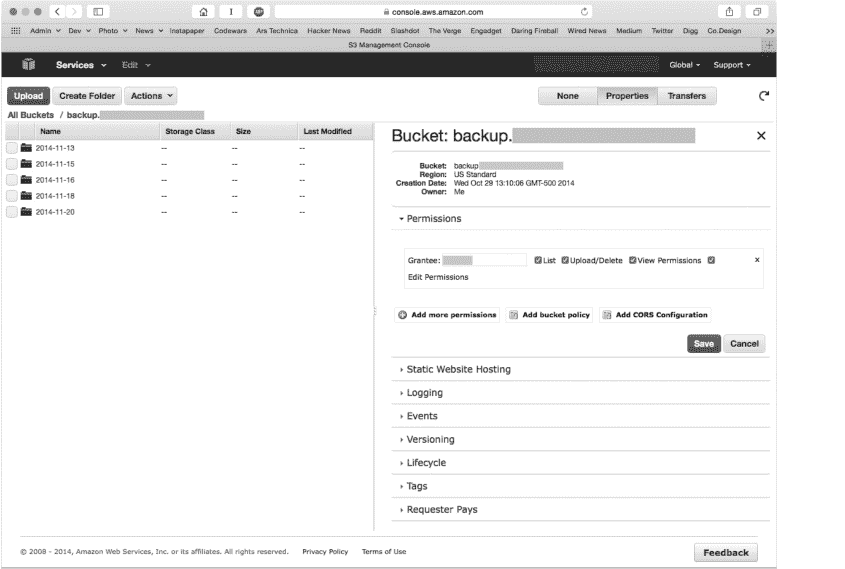 console.aws.amazon.com
Admin Dev Photo News Instapaper Codewars Ars Technica Hacker News Reddit Slashdot The Verge Engadget Daring Fireball Wired News Medium Twitter Digg Co.Design >>
S3 Management Console
Services Edit Global Support
Upload Create Folder Actions None Properties Transfers
All Buckets / backup.
Name Storage Class Size Last Modified
2014-11-13 -- -- --
2014-11-15 -- -- --
2014-11-16 -- -- --
2014-11-18 -- -- --
2014-11-20 -- -- --
Bucket: backup.
Bucket: backup
Region: US Standard
Creation Date: Wed Oct 29 13:10:06 GMT-500 2014
Owner: Me
Permissions
Grantee: List Upload/Delete View Permissions
Edit Permissions
Add more permissions Add bucket policy Add CORS Configuration
Save Cancel
Static Website Hosting
Logging
Events
Versioning
Lifecycle
Tags
Requester Pays
© 2008 - 2014, Amazon Web Services, Inc. or its affiliates. All rights reserved. Privacy Policy Terms of Use
Feedback